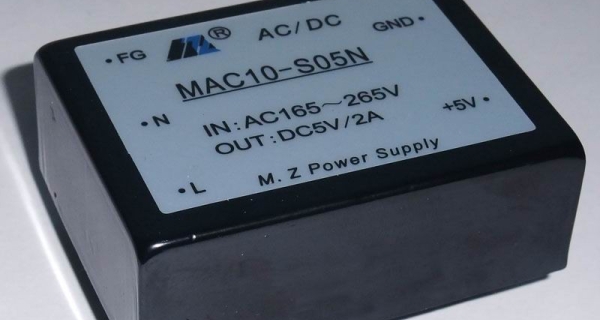 •FG ® AC/DC GND•
MAC10-S05N
•N IN:AC165～265V +5V•
OUT:DC5V/2A
•L M.Z Power Supply